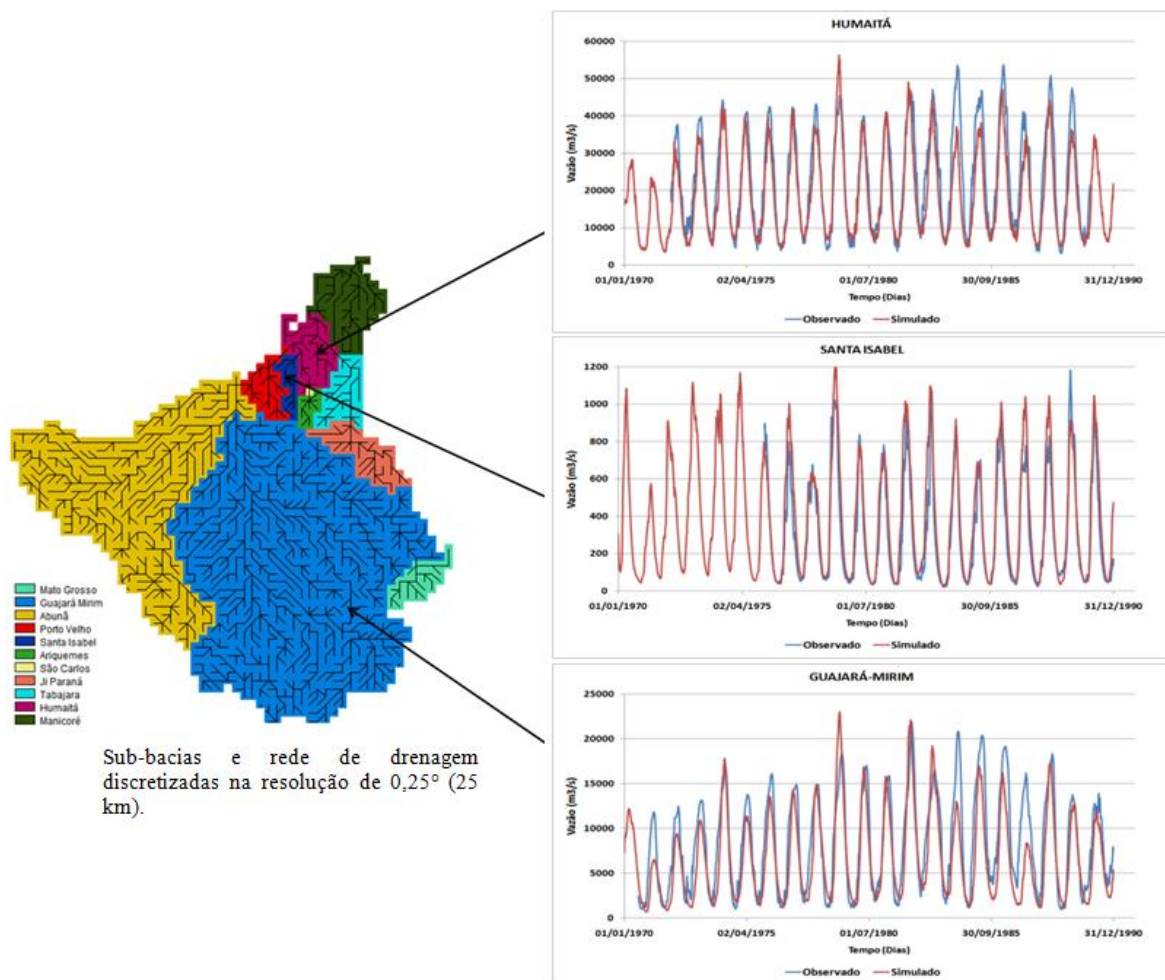 HUMAITÁ
60000
50000
40000
30000
20000
10000
0
Vazão (m3/s)
01/01/1970 02/04/1975 01/07/1980 30/09/1985 31/12/1990
Tempo (Dias)
Observado Simulado
SANTA ISABEL
1200
1000
800
600
400
200
0
Vazão (m3/s)
01/01/1970 02/04/1975 01/07/1980 30/09/1985 31/12/1990
Tempo (Dias)
Observado Simulado
GUAJARÁ-MIRIM
25000
20000
15000
10000
5000
0
Vazão (m3/s)
01/01/1970 02/04/1975 01/07/1980 30/09/1985 31/12/1990
Tempo (Dias)
Observado Simulado
Mato Grosso
Guajará Mirim
Abunã
Porto Velho
Santa Isabel
Ariquemes
São Carlos
Ji Paraná
Tabajara
Humaitá
Manicoré
Sub-bacias e rede de drenagem
discretizadas na resolução de 0,25° (25
km).